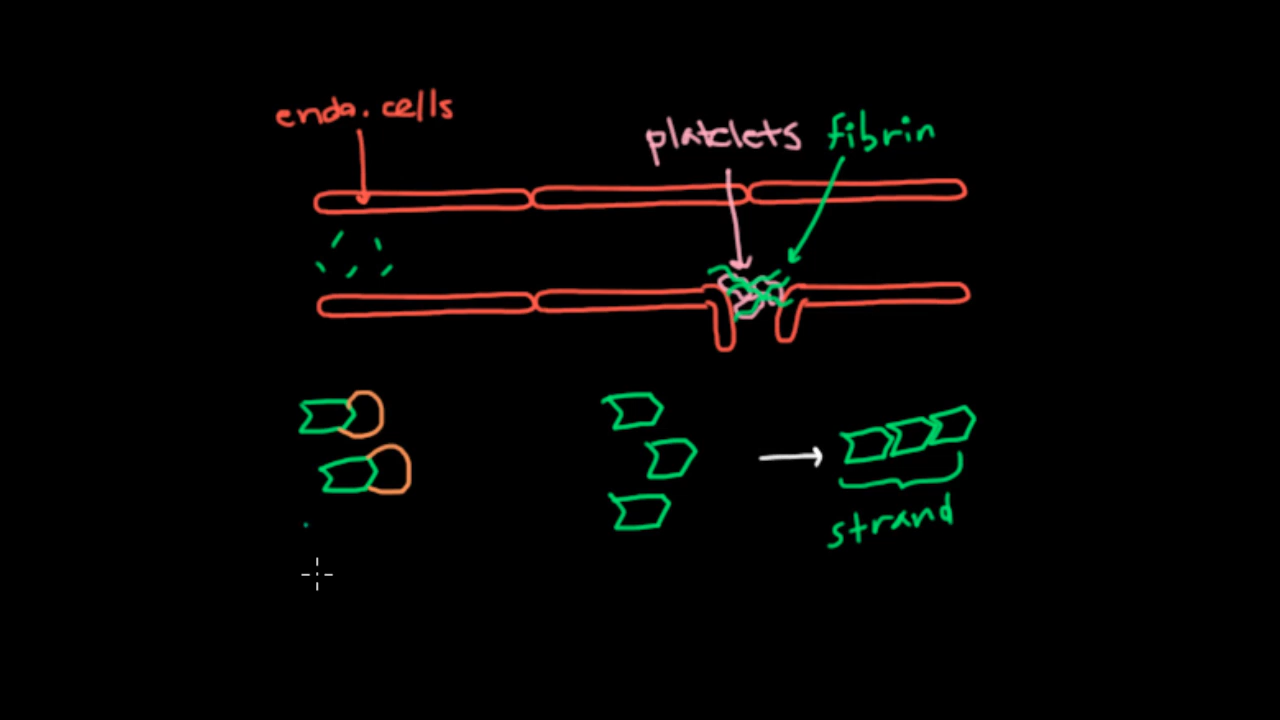 endo. cells
platelets
fibrin
strand